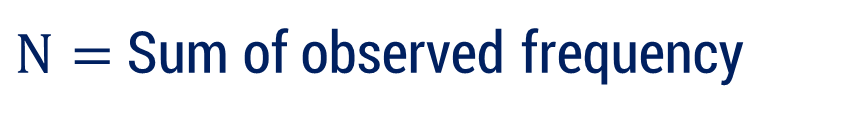 N = Sum of observed frequency